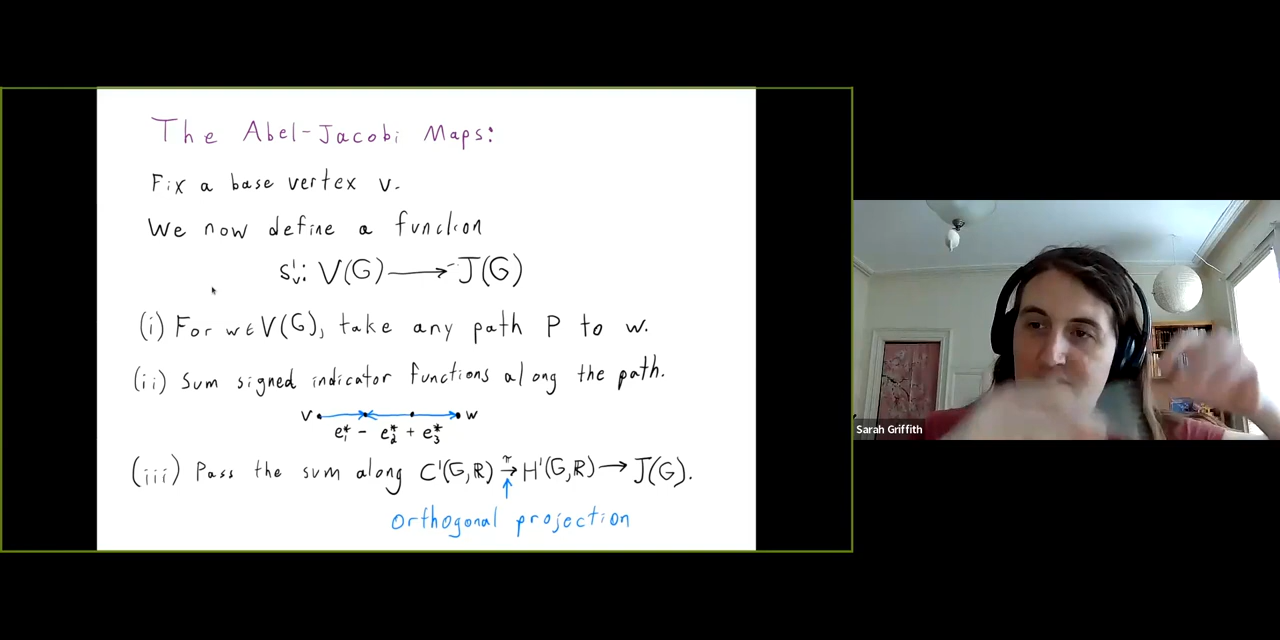 The Abel-Jacobi Maps:
Fix a base vertex v.
We now define a function
S¹ᵥ: V(G) → J(G)
(i) For w ∈ V(G), take any path P to w.
(ii) Sum signed indicator functions along the path.
v w
e₁* - e₂* + e₃*
(iii) Pass the sum along C¹(G,ℝ) →π H¹(G,ℝ) → J(G).
Orthogonal projection
Sarah Griffith